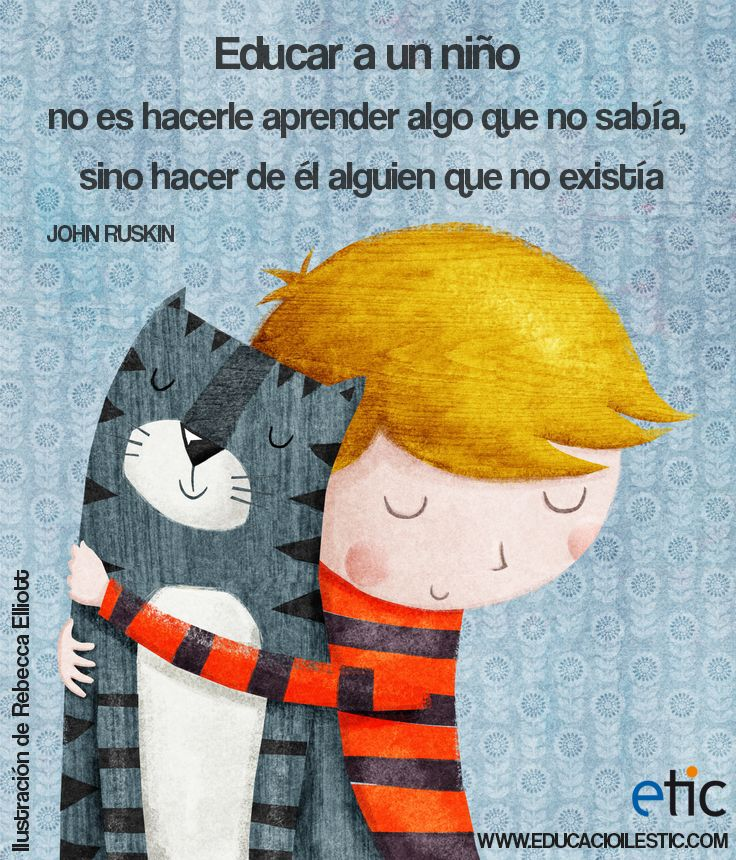 Educar a un niño
no es hacerle aprender algo que no sabía,
sino hacer de él alguien que no existía
JOHN RUSKIN
Ilustración de Rebecca Elliott
etic
WWW.EDUCACIOILESTIC.COM